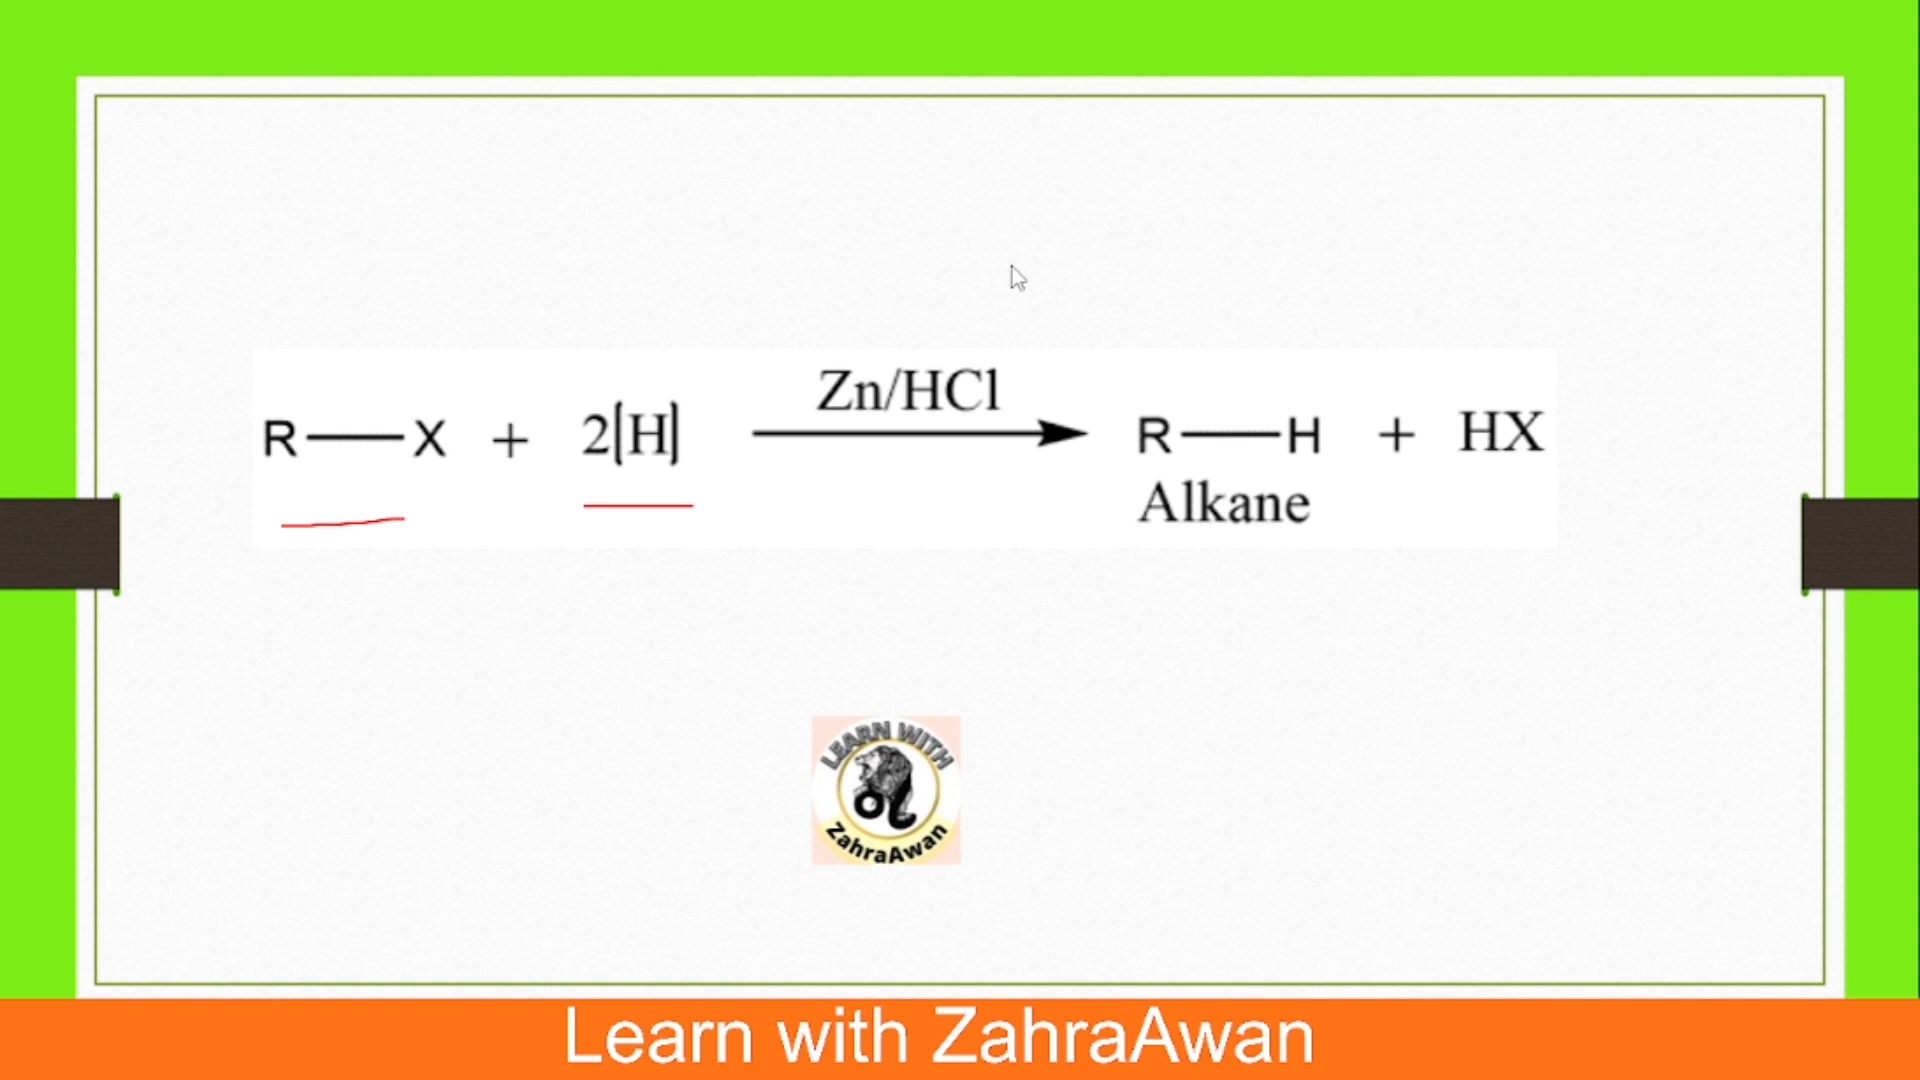 Zn/HCl
R—X + 2[H] → R—H + HX
Alkane
LEARN WITH
ZahraAwan
Learn with ZahraAwan